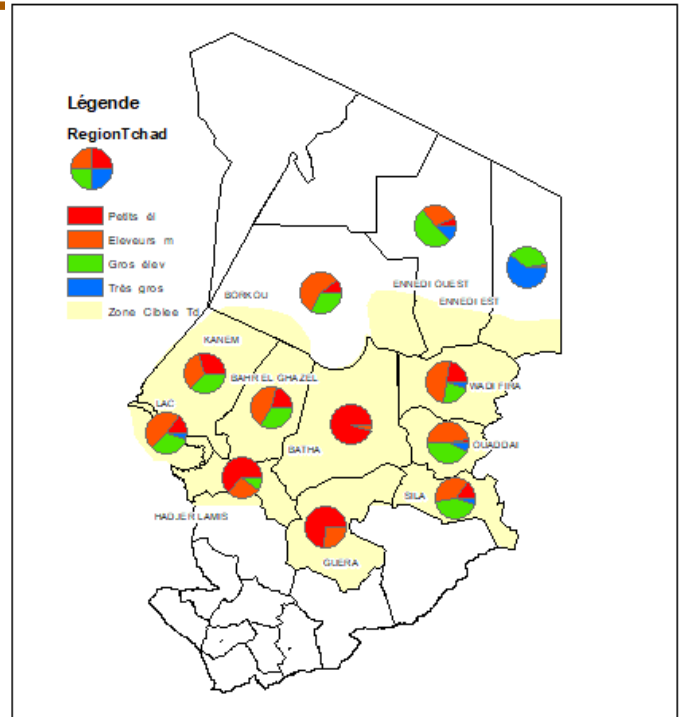 Légende
RegionTchad
Petits él
Eleveurs m
Gros élev
Très gros
Zone Ciblee Td
BORKOU
ENNEDI OUEST
ENNEDI EST
KANEM
BAHR EL GHAZEL
WADI FIRA
LAC
BATHA
OUADDAI
SILA
HADJER LAMIS
GUERA